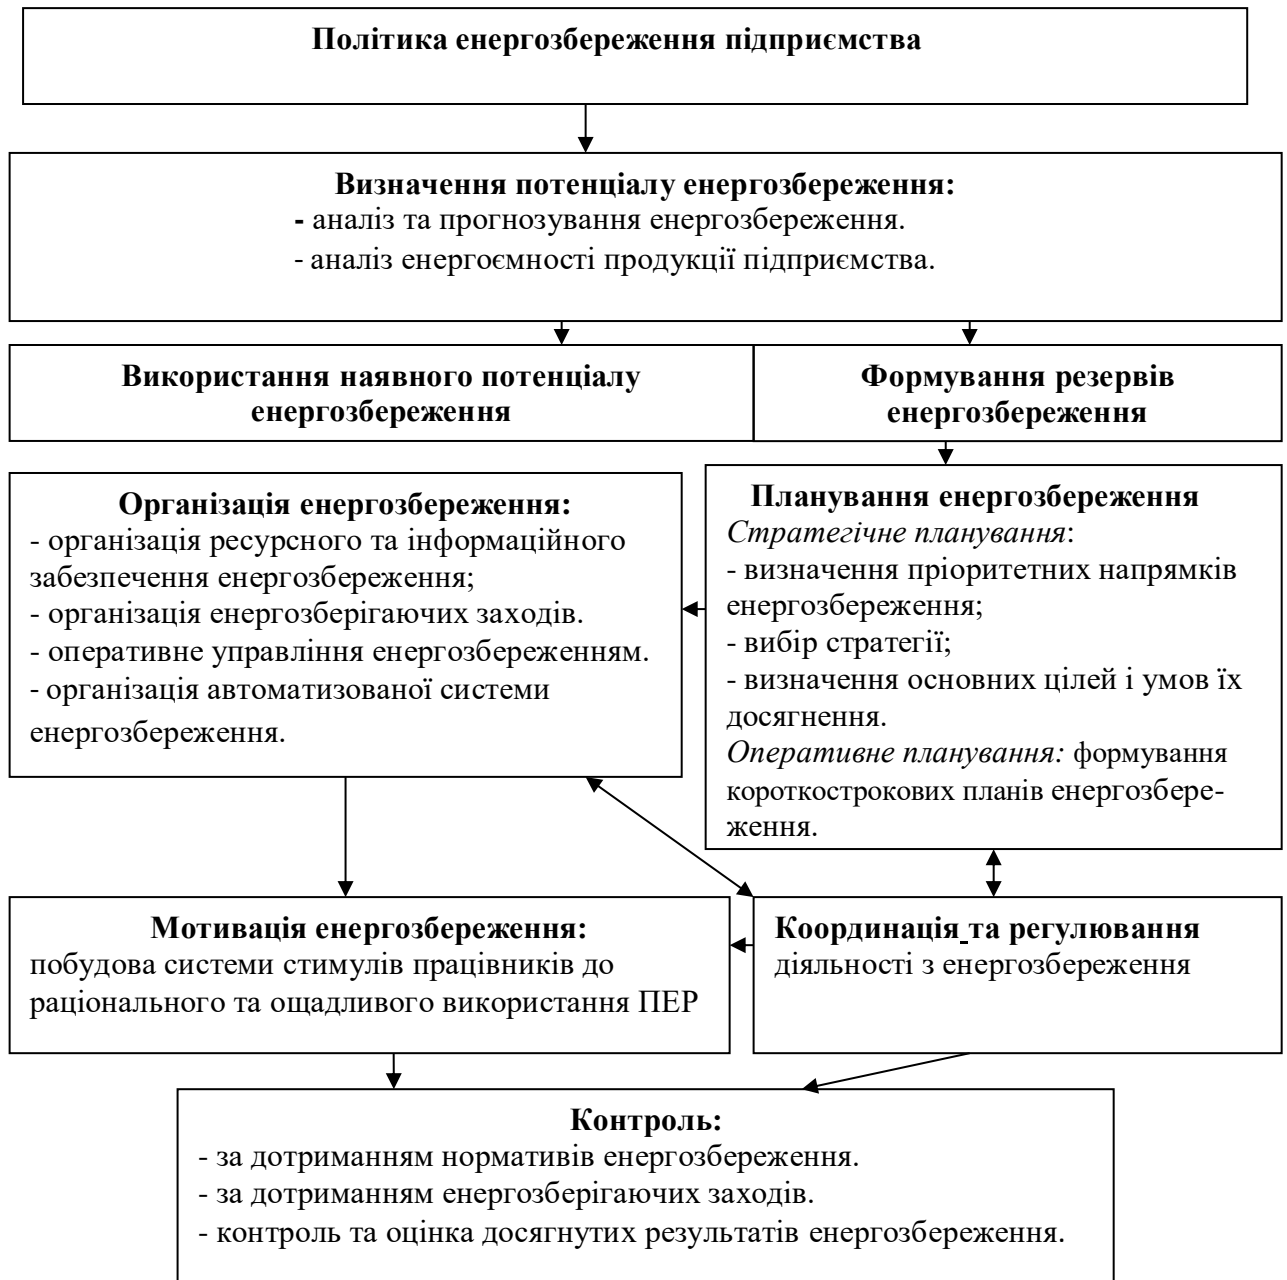 Політика енергозбереження підприємства
Визначення потенціалу енергозбереження:
- аналіз та прогнозування енергозбереження.
- аналіз енергоємності продукції підприємства.
Використання наявного потенціалу
енергозбереження
Формування резервів
енергозбереження
Організація енергозбереження:
- організація ресурсного та інформаційного
забезпечення енергозбереження;
- організація енергозберігаючих заходів.
- оперативне управління енергозбереженням.
- організація автоматизованої системи
енергозбереження.
Планування енергозбереження
Стратегічне планування:
- визначення пріоритетних напрямків
енергозбереження;
- вибір стратегії;
- визначення основних цілей і умов їх
досягнення.
Оперативне планування: формування
короткострокових планів енергозбере-
ження.
Мотивація енергозбереження:
побудова системи стимулів працівників до
раціонального та ощадливого використання ПЕР
Координація та регулювання
діяльності з енергозбереження
Контроль:
- за дотриманням нормативів енергозбереження.
- за дотриманням енергозберігаючих заходів.
- контроль та оцінка досягнутих результатів енергозбереження.